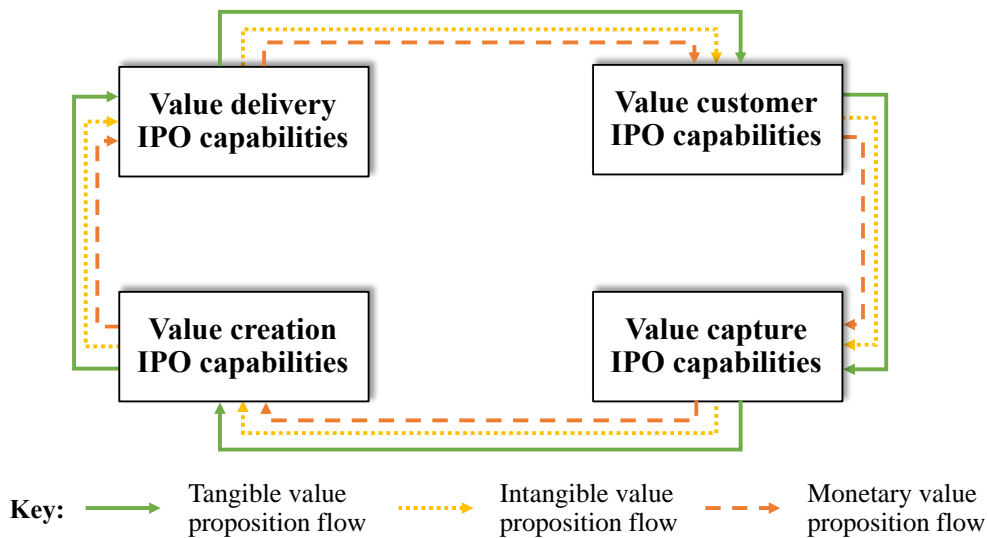 Value delivery
IPO capabilities
Value customer
IPO capabilities
Value creation
IPO capabilities
Value capture
IPO capabilities
Key:
Tangible value
proposition flow
Intangible value
proposition flow
Monetary value
proposition flow